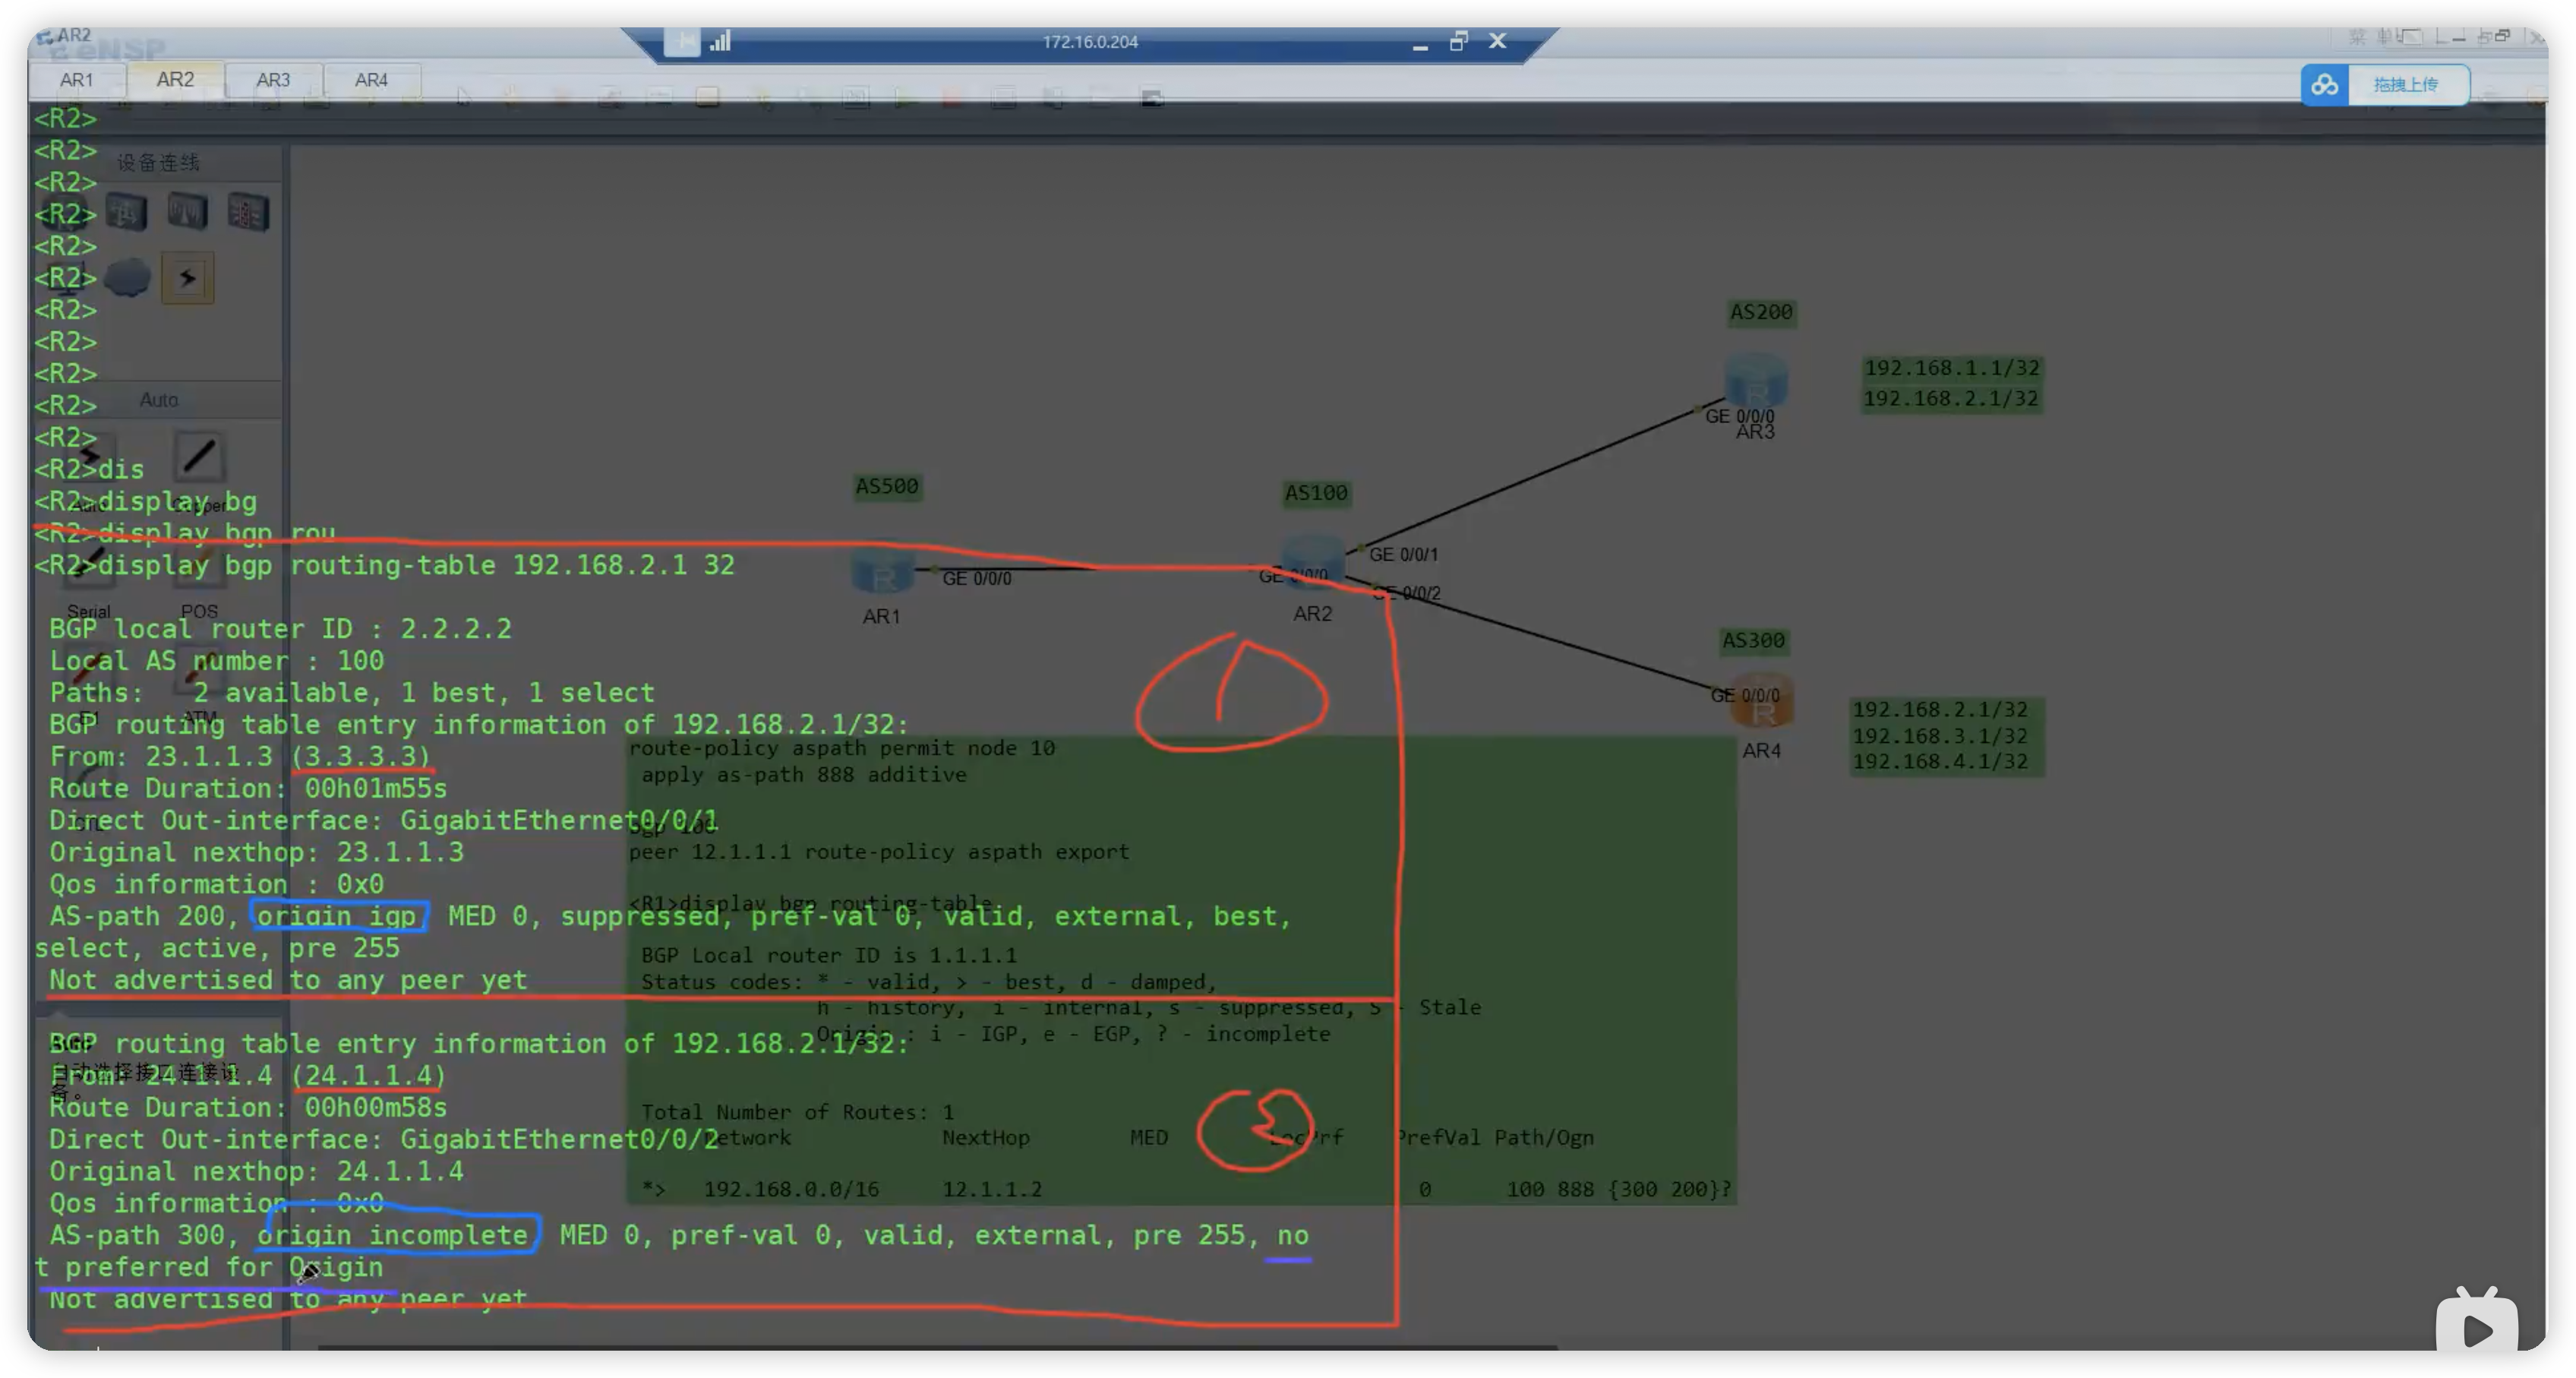 AR2
eNSP
172.16.0.204
AR1 AR2 AR3 AR4
拖拽上传
<R2>
<R2>
设备连线
<R2>
<R2>
<R2>
<R2>
<R2>
<R2>
<R2>
<R2>
Auto
<R2>
<R2>dis
<R2>display bg
<R2>display bgp rou
<R2>display bgp routing-table 192.168.2.1 32
Serial POS
BGP local router ID : 2.2.2.2
Local AS number : 100
Paths:   2 available, 1 best, 1 select
BGP routing table entry information of 192.168.2.1/32:
From: 23.1.1.3 (3.3.3.3)
Route Duration: 00h01m55s
Direct Out-interface: GigabitEthernet0/0/1
Original nexthop: 23.1.1.3
Qos information : 0x0
AS-path 200, origin igp, MED 0, suppressed, pref-val 0, valid, external, best,
select, active, pre 255
Not advertised to any peer yet
BGP routing table entry information of 192.168.2.1/32:
From: 24.1.1.4 (24.1.1.4)
自动选择接口连接设
备。
Route Duration: 00h00m58s
Direct Out-interface: GigabitEthernet0/0/2
Original nexthop: 24.1.1.4
Qos information : 0x0
AS-path 300, origin incomplete, MED 0, pref-val 0, valid, external, pre 255, no
t preferred for Origin
Not advertised to any peer yet
AS500
GE 0/0/0
AR1
AS100
GE 0/0/0
GE 0/0/1
GE 0/0/2
AR2
AS200
GE 0/0/0
AR3
192.168.1.1/32
192.168.2.1/32
AS300
GE 0/0/0
AR4
192.168.2.1/32
192.168.3.1/32
192.168.4.1/32
1
route-policy aspath permit node 10
apply as-path 888 additive
bgp 100
peer 12.1.1.1 route-policy aspath export
<R1>display bgp routing-table
BGP Local router ID is 1.1.1.1
Status codes: * - valid, > - best, d - damped,
h - history,  i - internal, s - suppressed, S - Stale
Origin : i - IGP, e - EGP, ? - incomplete
Total Number of Routes: 1
Network NextHop MED LocPrf PrefVal Path/Ogn
2
*> 192.168.0.0/16 12.1.1.2 0 100 888 {300 200}?